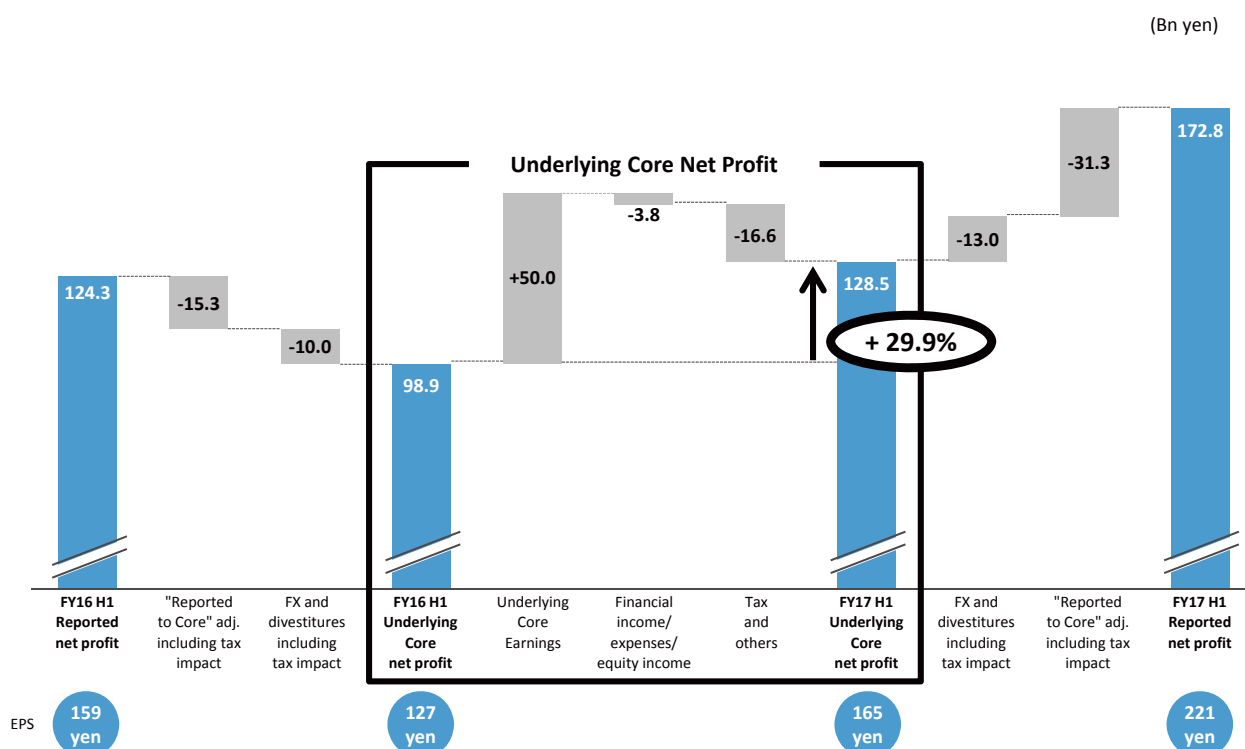 (Bn yen)
Underlying Core Net Profit
124.3
-15.3
-10.0
98.9
+50.0
-3.8
-16.6
128.5
+ 29.9%
-13.0
-31.3
172.8
FY16 H1
Reported
net profit
"Reported
to Core" adj.
including tax
impact
FX and
divestitures
including
tax impact
FY16 H1
Underlying
Core
net profit
Underlying
Core
Earnings
Financial
income/
expenses/
equity income
Tax
and
others
FY17 H1
Underlying
Core
net profit
FX and
divestitures
including
tax impact
"Reported
to Core" adj.
including tax
impact
FY17 H1
Reported
net profit
EPS
159
yen
127
yen
165
yen
221
yen